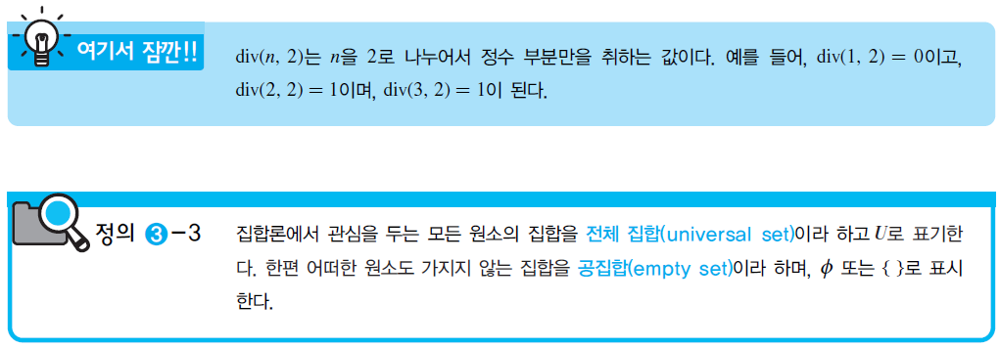 여기서 잠깐!!
div(n, 2)는 n을 2로 나누어서 정수 부분만을 취하는 값이다. 예를 들어, div(1, 2) = 0이고,
div(2, 2) = 1이며, div(3, 2) = 1이 된다.
정의 3-3
집합론에서 관심을 두는 모든 원소의 집합을 전체 집합(universal set)이라 하고 U로 표기한
다. 한편 어떠한 원소도 가지지 않는 집합을 공집합(empty set)이라 하며, ϕ 또는 { }로 표시
한다.